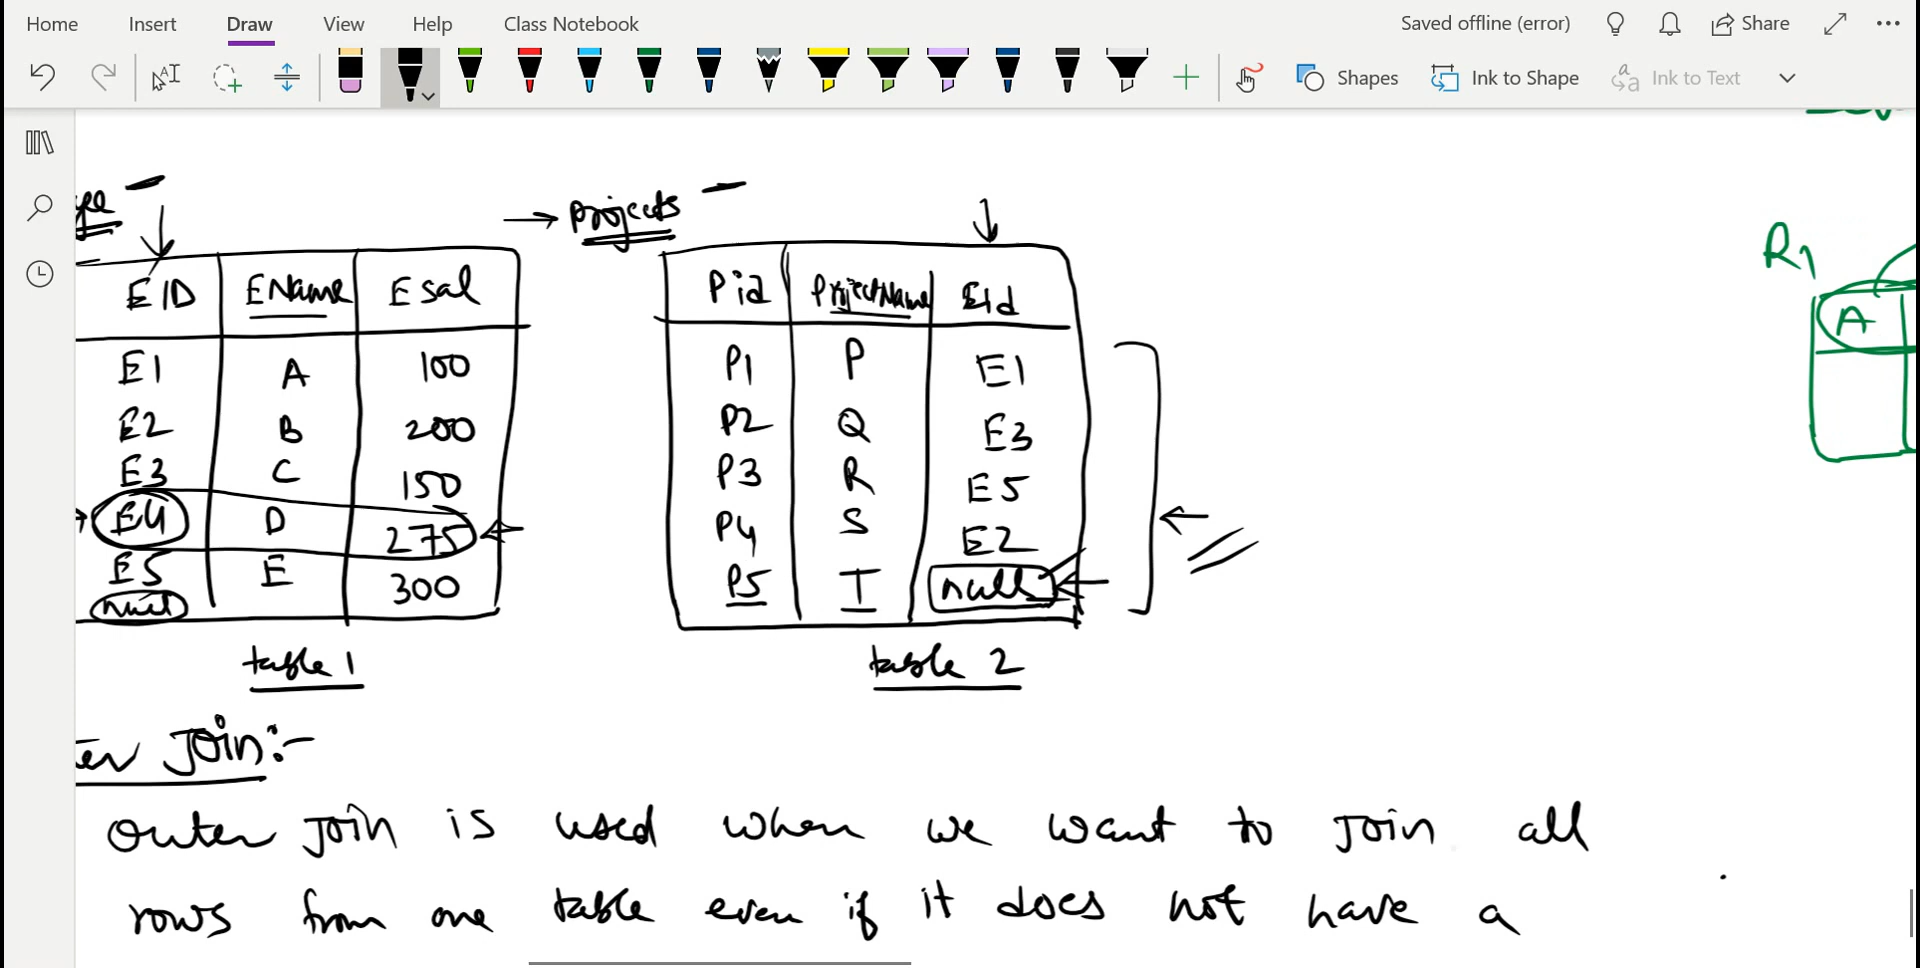 Home Insert Draw View Help Class Notebook Saved offline (error) Share
Shapes Ink to Shape Ink to Text
yee
→ Projects
EID EName Esal
E1 A 100
E2 B 200
E3 C 150
E4 D 275
E5 E 300
null
table 1
Pid ProjectName Eid
P1 P E1
P2 Q E3
P3 R E5
P4 S E2
P5 T null
table 2
R1
A
er Join:-
Outer Join is used when we want to Join all
rows from one table even if it does not have a